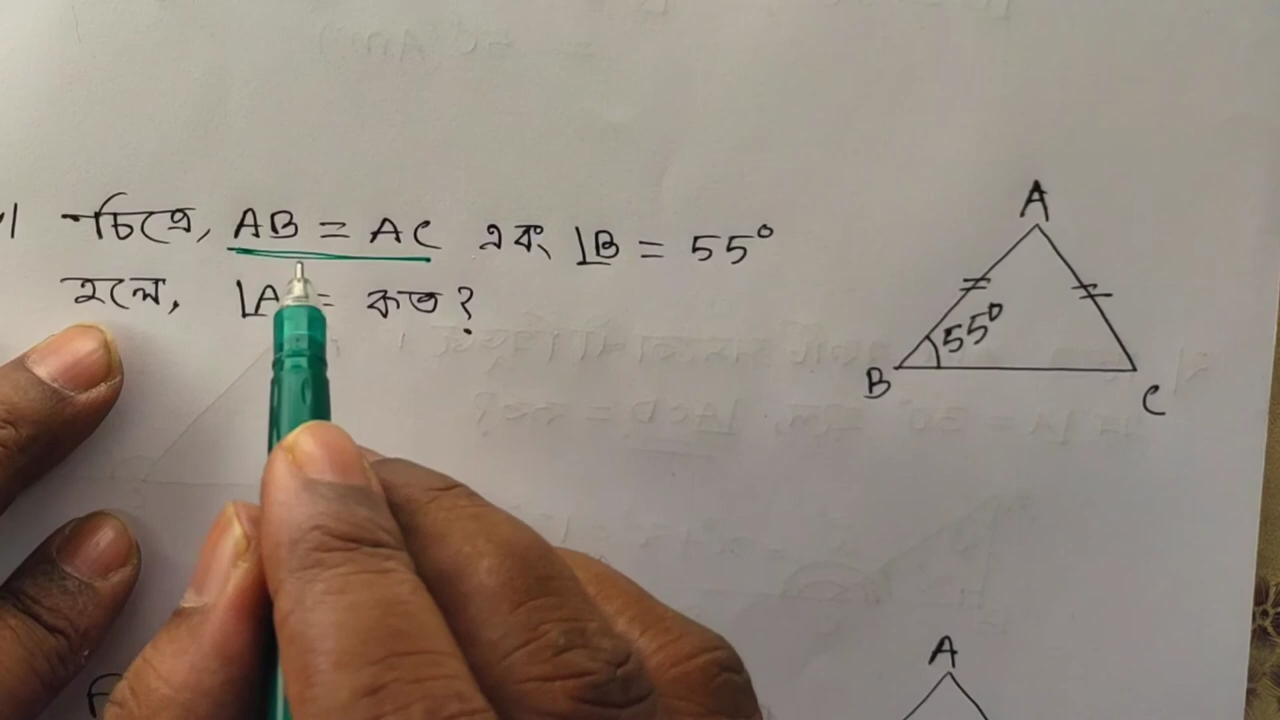 চিত্রে, AB = AC এবং ∠B = 55°
হলে, ∠A = কত?
A
55°
B
C
A